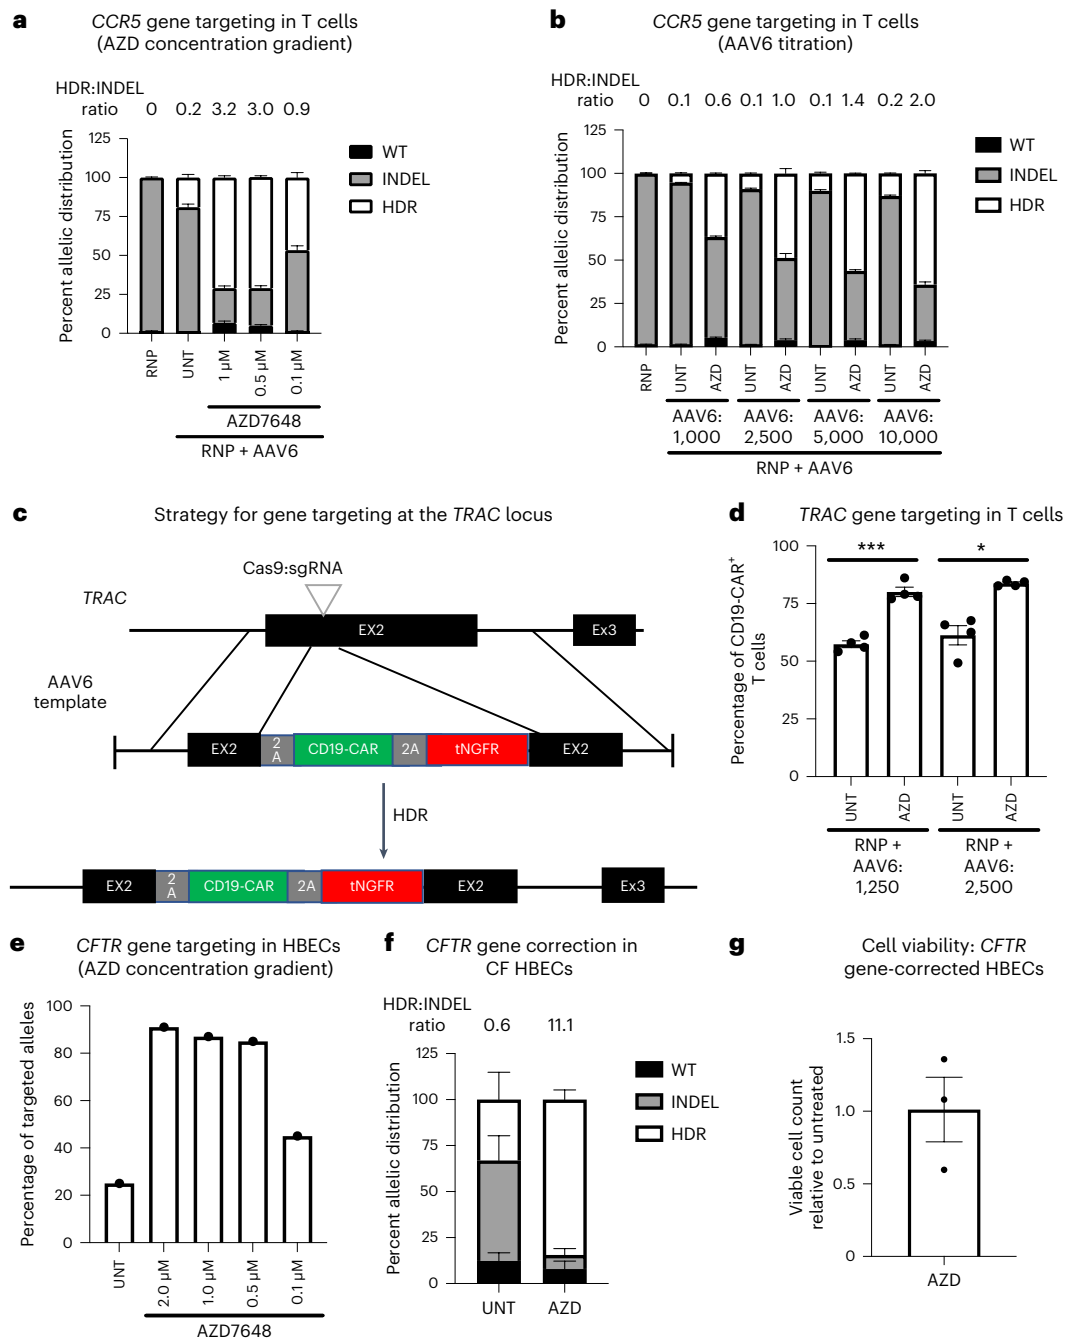 a
CCR5 gene targeting in T cells
(AZD concentration gradient)
HDR:INDEL
ratio 0 0.2 3.2 3.0 0.9
Percent allelic distribution
125
100
75
50
25
0
WT
INDEL
HDR
RNP
UNT
1 µM
0.5 µM
0.1 µM
AZD7648
RNP + AAV6
b
CCR5 gene targeting in T cells
(AAV6 titration)
HDR:INDEL
ratio 0 0.1 0.6 0.1 1.0 0.1 1.4 0.2 2.0
Percent allelic distribution
125
100
75
50
25
0
WT
INDEL
HDR
RNP
UNT
AZD
UNT
AZD
UNT
AZD
UNT
AZD
AAV6:
1,000
AAV6:
2,500
AAV6:
5,000
AAV6:
10,000
RNP + AAV6
c
Strategy for gene targeting at the TRAC locus
Cas9:sgRNA
TRAC
EX2
Ex3
AAV6
template
EX2
2
A
CD19-CAR
2A
tNGFR
EX2
HDR
EX2
2
A
CD19-CAR
2A
tNGFR
EX2
Ex3
d
TRAC gene targeting in T cells
Percentage of CD19-CAR+
T cells
100
75
50
25
0
***
*
UNT
AZD
UNT
AZD
RNP +
AAV6:
1,250
RNP +
AAV6:
2,500
e
CFTR gene targeting in HBECs
(AZD concentration gradient)
Percentage of targeted alleles
100
80
60
40
20
0
UNT
2.0 µM
1.0 µM
0.5 µM
0.1 µM
AZD7648
f
CFTR gene correction in
CF HBECs
HDR:INDEL
ratio 0.6 11.1
Percent allelic distribution
125
100
75
50
25
0
WT
INDEL
HDR
UNT
AZD
g
Cell viability: CFTR
gene-corrected HBECs
Viable cell count
relative to untreated
1.5
1.0
0.5
0
AZD